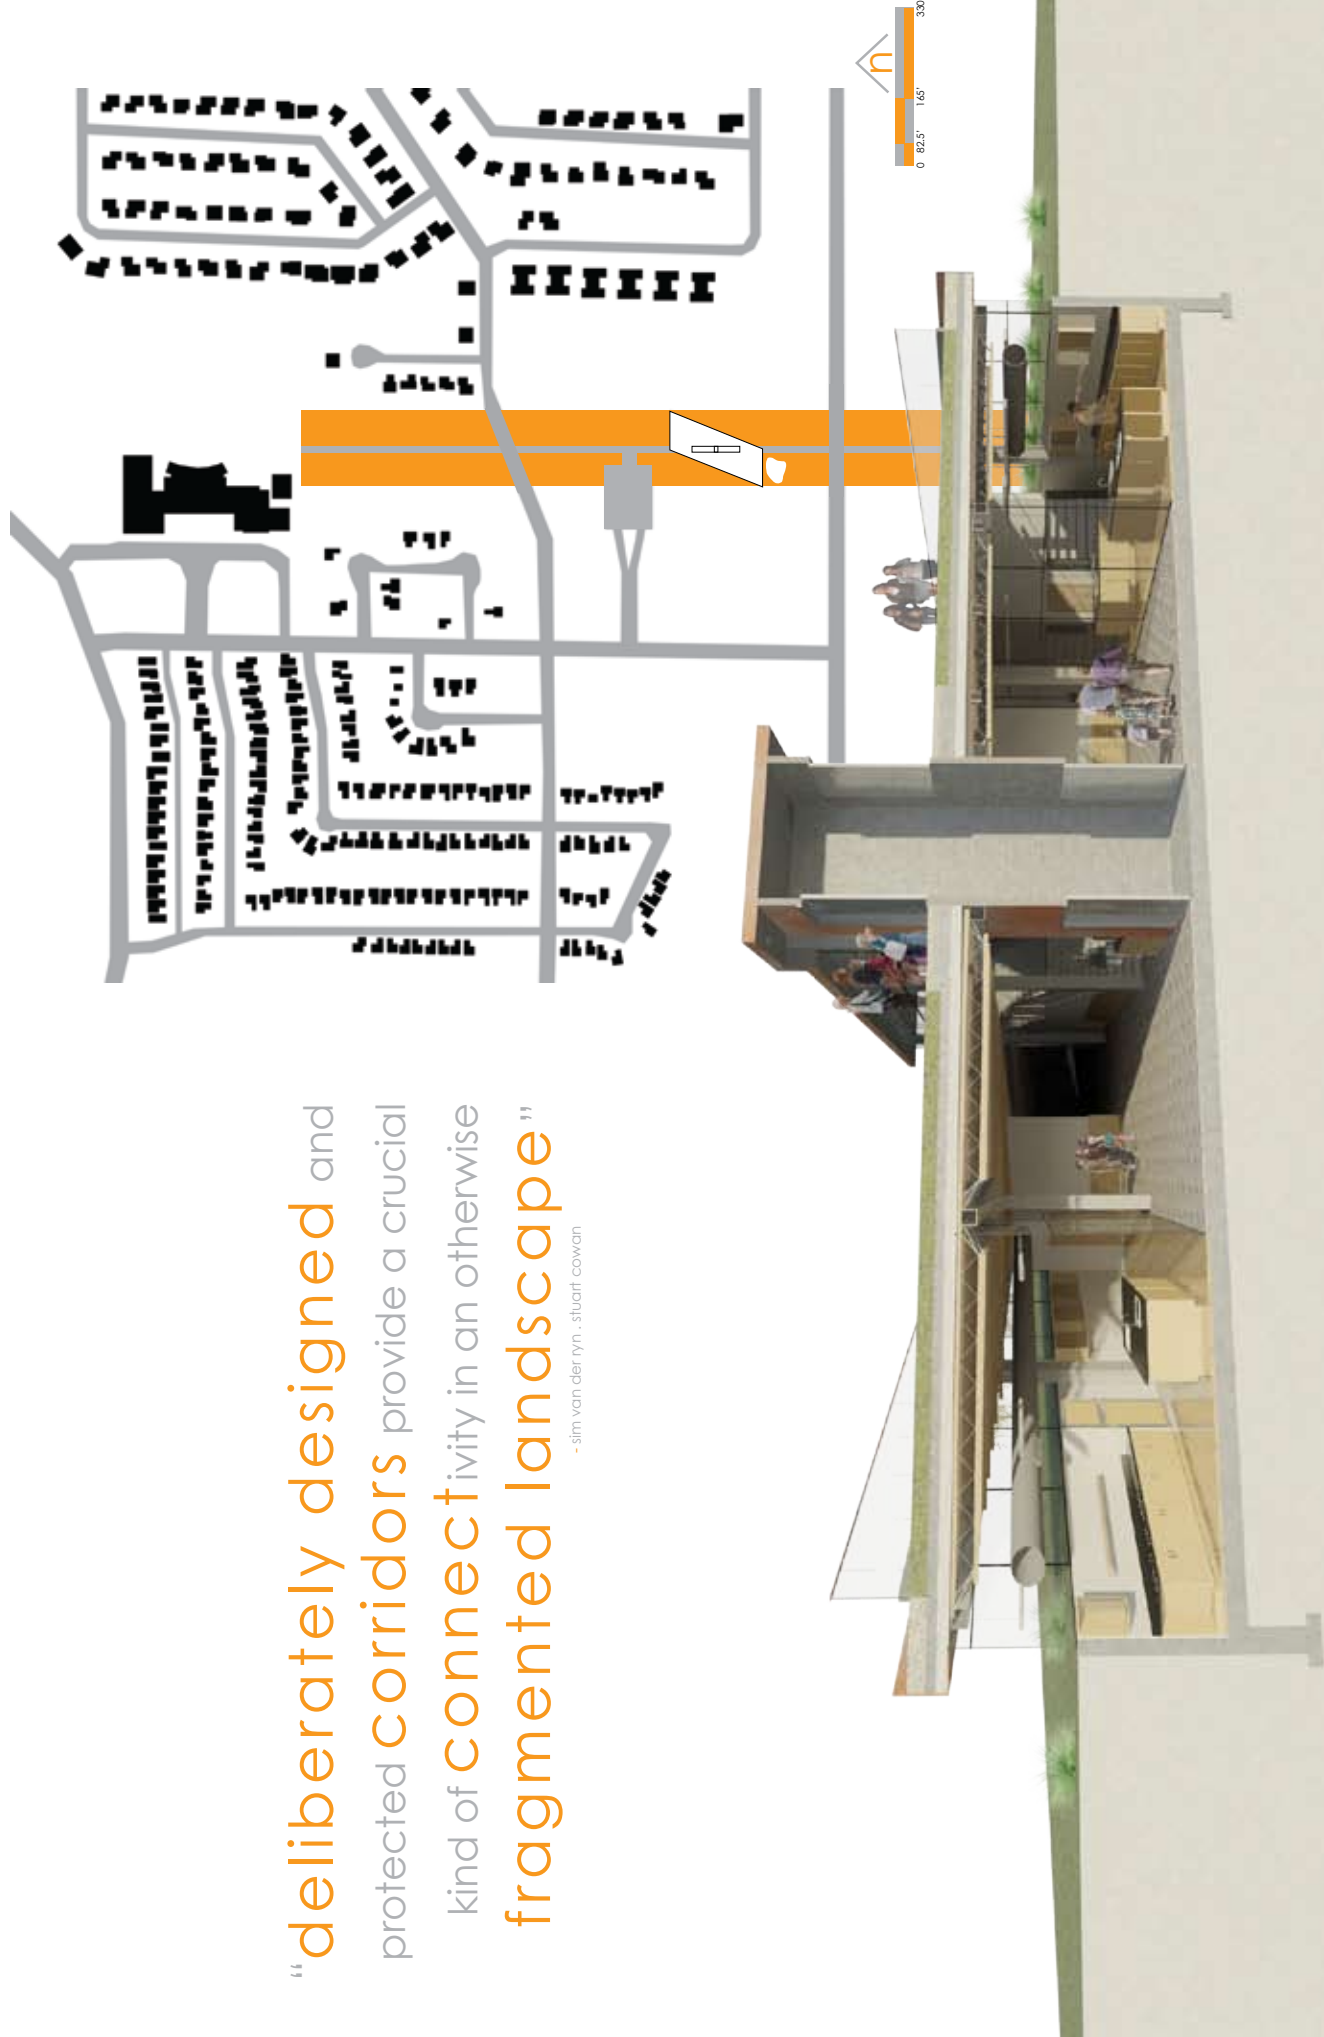 “deliberately designed and
protected corridors provide a crucial
kind of connectivity in an otherwise
fragmented landscape”
- sim van der ryn . stuart cowan
n
0 82.5' 165' 330